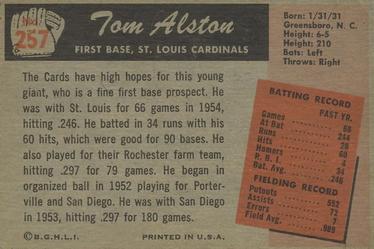 No.
257
Tom Alston
FIRST BASE, ST. LOUIS CARDINALS
Born: 1/31/31
Greensboro, N. C.
Height: 6-5
Height: 210
Bats: Left
Throws: Right
The Cards have high hopes for this young
giant, who is a fine first base prospect. He
was with St. Louis for 66 games in 1954,
hitting .246. He batted in 34 runs with his
60 hits, which were good for 90 bases. He
also played for their Rochester farm team,
hitting .297 for 79 games. He began in
organized ball in 1952 playing for Porter-
ville and San Diego. He was with San Diego
in 1953, hitting .297 for 180 games.
BATTING RECORD
PAST YR.
Games 66
At Bat 244
Runs 28
Hits 60
Homers 4
R. B. I. 34
Bat. Avg. .246
FIELDING RECORD
Putouts 552
Assists 72
Errors 7
Field Avg. .989
©B.G.H.L.I. PRINTED IN U.S.A.